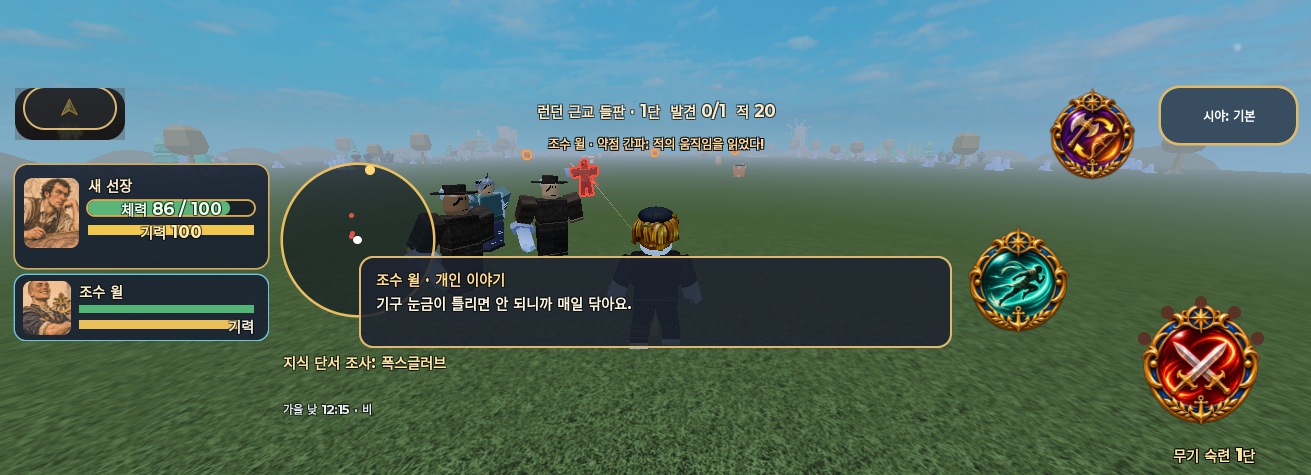 런던 근교 들판 · 1단 발견 0/1 적 20
조수 윌 · 약점 간파: 적의 움직임을 읽었다!
시야: 기본
새 선장
체력 86 / 100
기력 100
조수 윌
기력
조수 윌 · 개인 이야기
기구 눈금이 틀리면 안 되니까 매일 닦아요.
지식 단서 조사: 폭스글러브
가을 낮 12:15 · 비
무기 숙련 1단